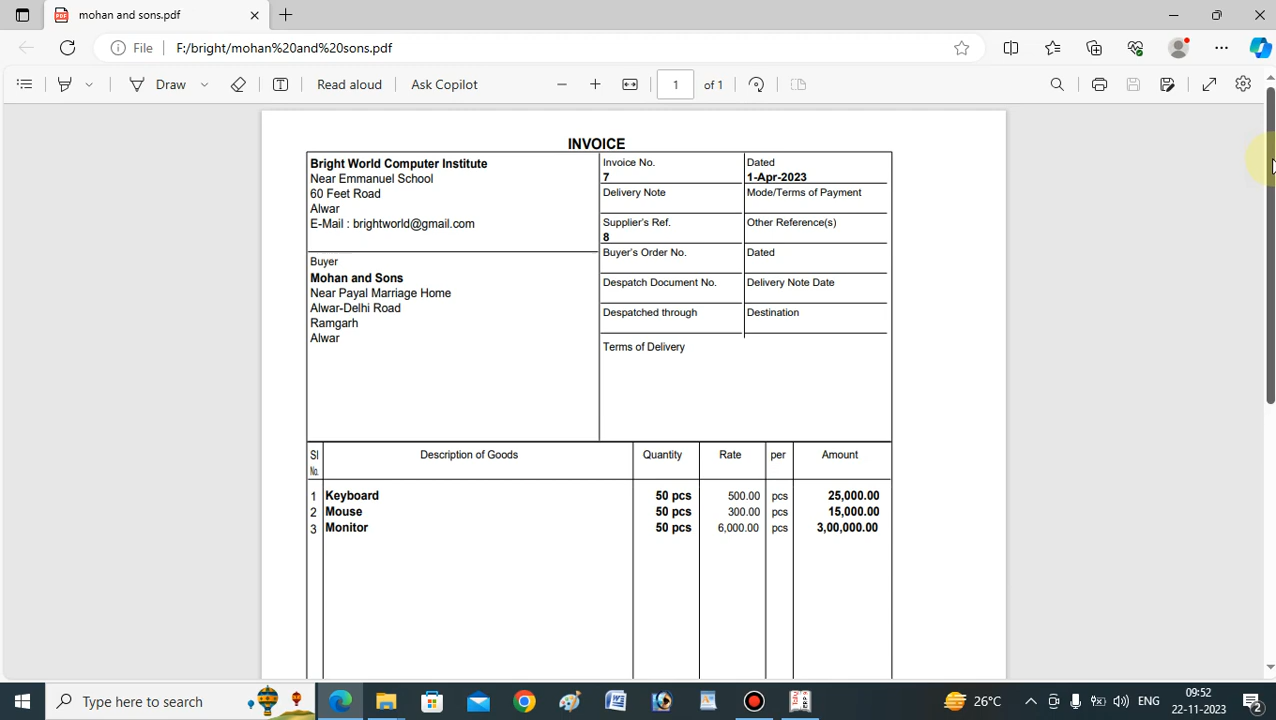 mohan and sons.pdf
File F:/bright/mohan%20and%20sons.pdf
Draw Read aloud Ask Copilot 1 of 1
INVOICE
Bright World Computer Institute
Near Emmanuel School
60 Feet Road
Alwar
E-Mail : brightworld@gmail.com
Invoice No.
7
Dated
1-Apr-2023
Delivery Note
Mode/Terms of Payment
Supplier's Ref.
8
Other Reference(s)
Buyer
Mohan and Sons
Near Payal Marriage Home
Alwar-Delhi Road
Ramgarh
Alwar
Buyer's Order No.
Dated
Despatch Document No.
Delivery Note Date
Despatched through
Destination
Terms of Delivery
Sl No. Description of Goods Quantity Rate per Amount
1 Keyboard 50 pcs 500.00 pcs 25,000.00
2 Mouse 50 pcs 300.00 pcs 15,000.00
3 Monitor 50 pcs 6,000.00 pcs 3,00,000.00
Type here to search
26°C
ENG
09:52
22-11-2023
2